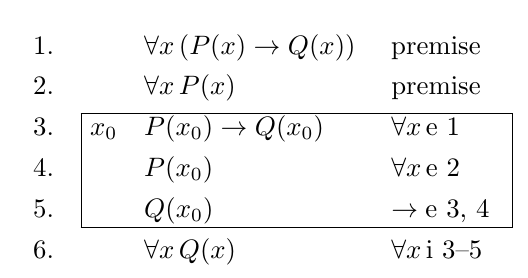 1. ∀x (P(x) → Q(x)) premise
2. ∀x P(x) premise
3. x₀ P(x₀) → Q(x₀) ∀x e 1
4. P(x₀) ∀x e 2
5. Q(x₀) → e 3, 4
6. ∀x Q(x) ∀x i 3–5